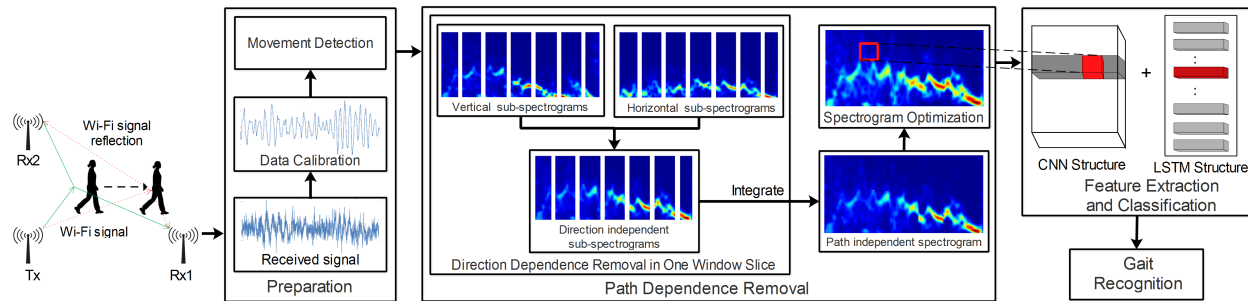 Rx2
Wi-Fi signal
reflection
Wi-Fi signal
Tx
Rx1
Movement Detection
Data Calibration
Received signal
Preparation
Vertical sub-spectrograms
Horizontal sub-spectrograms
Direction independent
sub-spectrograms
Direction Dependence Removal in One Window Slice
Integrate
Spectrogram Optimization
Path independent spectrogram
Path Dependence Removal
+
CNN Structure
LSTM Structure
Feature Extraction
and Classification
Gait
Recognition